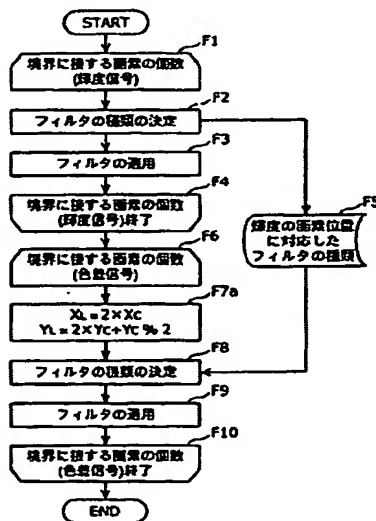 START
F1
境界に接する画素の個数
(輝度信号)
F2
フィルタの種類の決定
F3
フィルタの適用
F4
境界に接する画素の個数
(輝度信号)終了
F5
輝度の画素位置
に対応した
フィルタの種類
F6
境界に接する画素の個数
(色差信号)
F7a
XL=2×Xc
YL=2×Yc+Yc%2
F8
フィルタの種類の決定
F9
フィルタの適用
F10
境界に接する画素の個数
(色差信号)終了
END